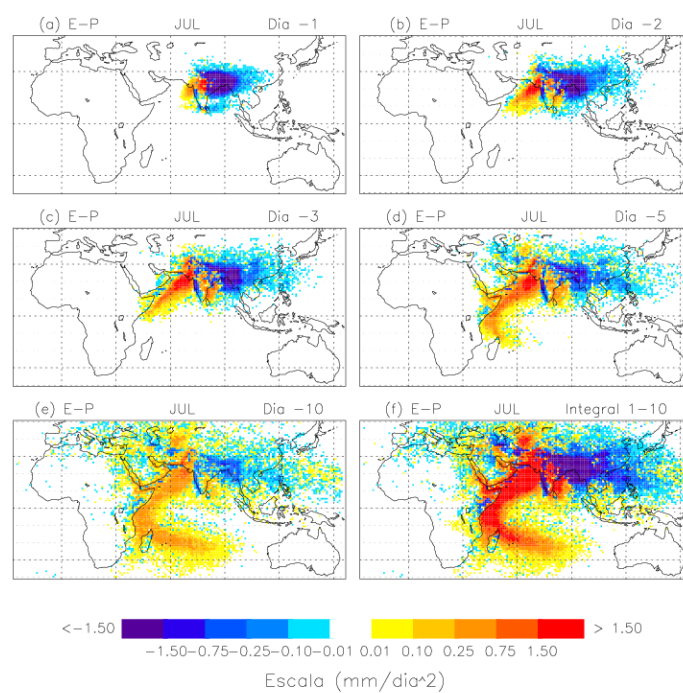 (a) E-P JUL Dia -1
(b) E-P JUL Dia -2
(c) E-P JUL Dia -3
(d) E-P JUL Dia -5
(e) E-P JUL Dia -10
(f) E-P JUL Integral 1-10
<-1.50 > 1.50
-1.50-0.75-0.25-0.10-0.01 0.01 0.10 0.25 0.75 1.50
Escala (mm/dia^2)